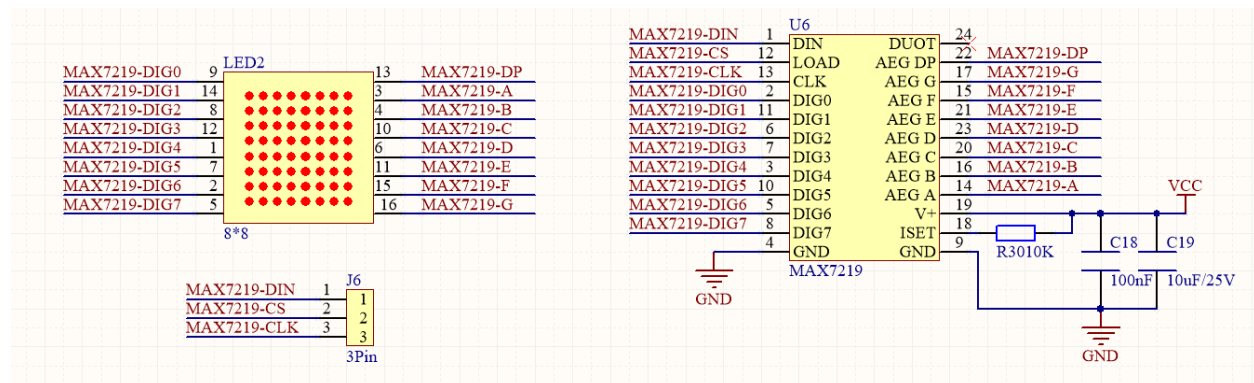 LED2
MAX7219-DIG0 9
MAX7219-DIG1 14
MAX7219-DIG2 8
MAX7219-DIG3 12
MAX7219-DIG4 1
MAX7219-DIG5 7
MAX7219-DIG6 2
MAX7219-DIG7 5
13 MAX7219-DP
3 MAX7219-A
4 MAX7219-B
10 MAX7219-C
6 MAX7219-D
11 MAX7219-E
15 MAX7219-F
16 MAX7219-G
8*8
J6
MAX7219-DIN 1 1
MAX7219-CS 2 2
MAX7219-CLK 3 3
3Pin
U6
MAX7219-DIN 1 DIN
MAX7219-CS 12 LOAD
MAX7219-CLK 13 CLK
MAX7219-DIG0 2 DIG0
MAX7219-DIG1 11 DIG1
MAX7219-DIG2 6 DIG2
MAX7219-DIG3 7 DIG3
MAX7219-DIG4 3 DIG4
MAX7219-DIG5 10 DIG5
MAX7219-DIG6 5 DIG6
MAX7219-DIG7 8 DIG7
4 GND
GND
DUOT 24
AEG DP 22 MAX7219-DP
AEG G 17 MAX7219-G
AEG F 15 MAX7219-F
AEG E 21 MAX7219-E
AEG D 23 MAX7219-D
AEG C 20 MAX7219-C
AEG B 16 MAX7219-B
AEG A 14 MAX7219-A
V+ 19
ISET 18
GND 9
MAX7219
VCC
R3010K
C18
100nF
C19
10uF/25V
GND